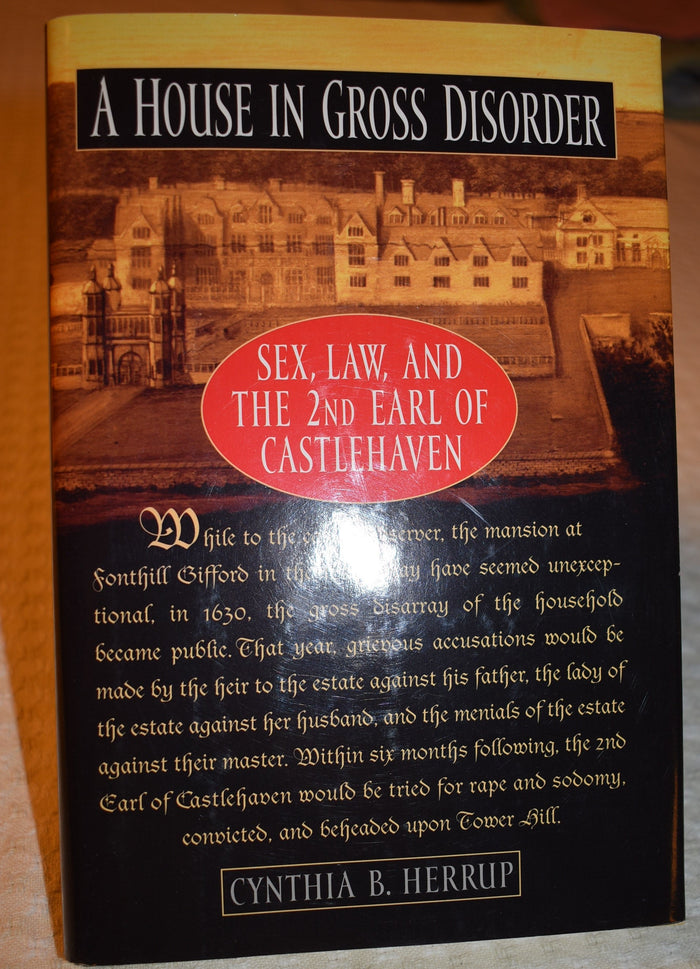 A HOUSE IN GROSS DISORDER
SEX, LAW, AND
THE 2ND EARL OF
CASTLEHAVEN
While to the observer, the mansion at
Fonthill Gifford in may have seemed unexcep-
tional, in 1630, the gross disarray of the household
became public. That year, grievous accusations would be
made by the heir to the estate against his father, the lady of
the estate against her husband, and the menials of the estate
against their master. Within six months following, the 2nd
Earl of Castlehaven would be tried for rape and sodomy,
convicted, and beheaded upon Tower Hill.
CYNTHIA B. HERRUP